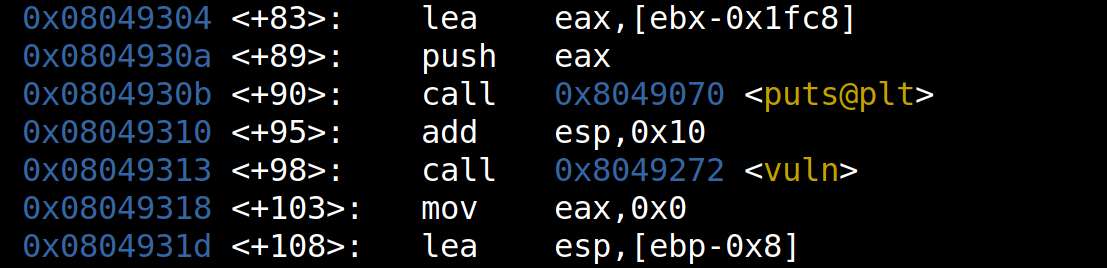 0x08049304 <+83>: lea eax,[ebx-0x1fc8]
0x0804930a <+89>: push eax
0x0804930b <+90>: call 0x8049070 <puts@plt>
0x08049310 <+95>: add esp,0x10
0x08049313 <+98>: call 0x8049272 <vuln>
0x08049318 <+103>: mov eax,0x0
0x0804931d <+108>: lea esp,[ebp-0x8]